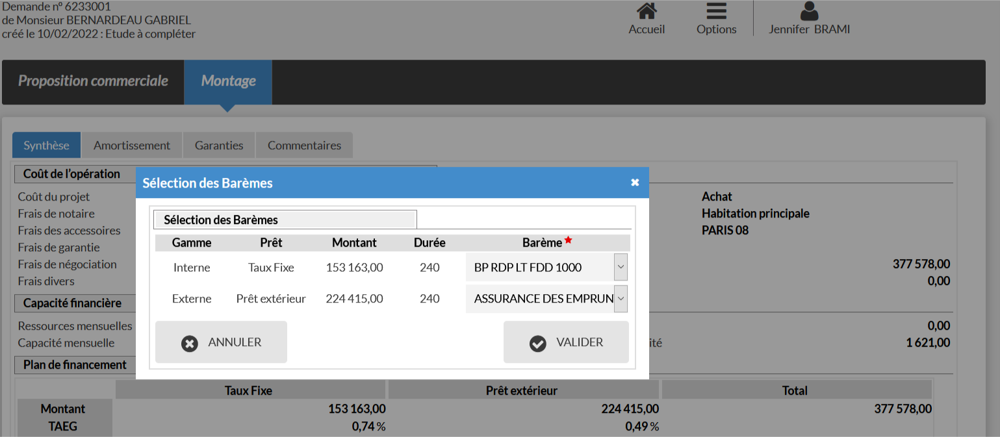 Demande nº 6233001
de Monsieur BERNARDEAU GABRIEL
créé le 10/02/2022 : Etude à compléter
Accueil
Options
Jennifer BRAMI
Proposition commerciale
Montage
Synthèse
Amortissement
Garanties
Commentaires
Coût de l'opération
Coût du projet
Frais de notaire
Frais des accessoires
Frais de garantie
Frais de négociation
Frais divers
Achat
Habitation principale
PARIS 08
377 578,00
0,00
Capacité financière
Ressources mensuelles
0,00
Capacité mensuelle
ité
1 621,00
Plan de financement
Sélection des Barèmes
Sélection des Barèmes
Gamme Prêt Montant Durée Barème
Interne Taux Fixe 153 163,00 240 BP RDP LT FDD 1000
Externe Prêt extérieur 224 415,00 240 ASSURANCE DES EMPRUN
ANNULER
VALIDER
Taux Fixe Prêt extérieur Total
Montant 153 163,00 224 415,00 377 578,00
TAEG 0,74 % 0,49 %